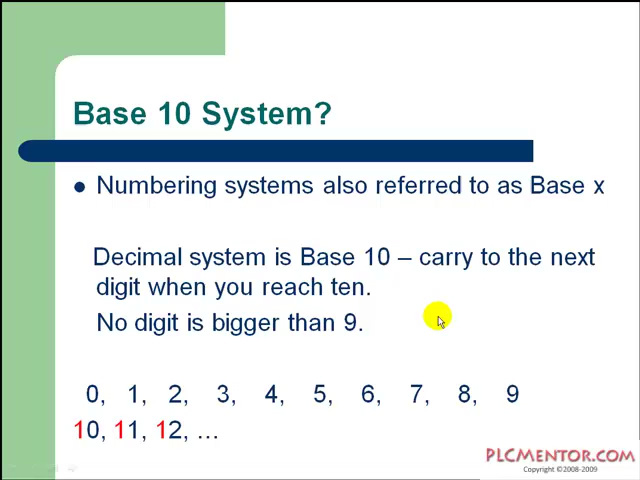 Base 10 System?
Numbering systems also referred to as Base x
Decimal system is Base 10 – carry to the next
digit when you reach ten.
No digit is bigger than 9.
0, 1, 2, 3, 4, 5, 6, 7, 8, 9
10, 11, 12, ...
PLCMENTOR.COM
Copyright ©2008-2009